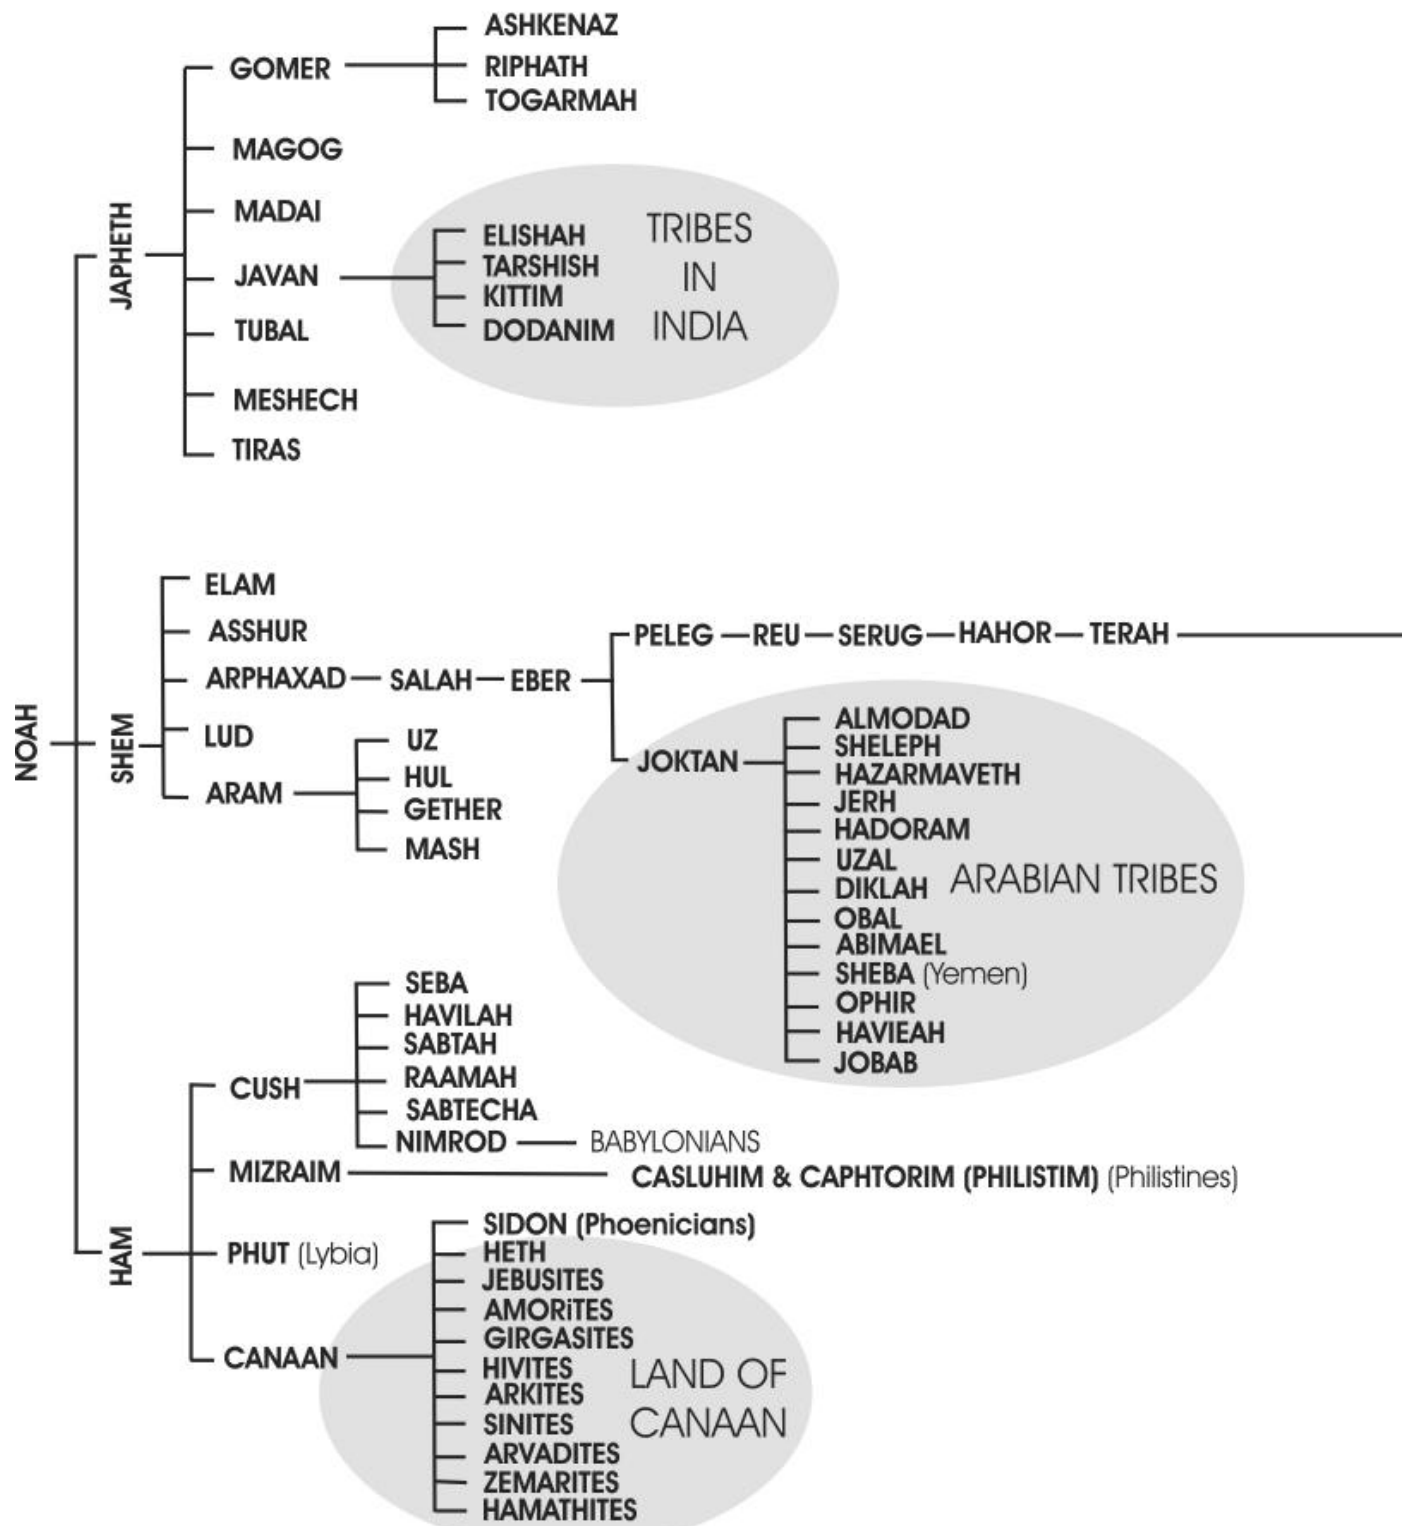 NOAH
JAPHETH
GOMER
ASHKENAZ
RIPHATH
TOGARMAH
MAGOG
MADAI
JAVAN
ELISHAH
TARSHISH
KITTIM
DODANIM
TRIBES
IN
INDIA
TUBAL
MESHECH
TIRAS
SHEM
ELAM
ASSHUR
ARPHAXAD
SALAH
EBER
PELEG
REU
SERUG
HAHOR
TERAH
JOKTAN
ALMODAD
SHELEPH
HAZARMAVETH
JERH
HADORAM
UZAL
DIKLAH
OBAL
ABIMAEL
SHEBA (Yemen)
OPHIR
HAVIEAH
JOBAB
ARABIAN TRIBES
LUD
ARAM
UZ
HUL
GETHER
MASH
HAM
CUSH
SEBA
HAVILAH
SABTAH
RAAMAH
SABTECHA
NIMROD
BABYLONIANS
MIZRAIM
CASLUHIM & CAPHTORIM (PHILISTIM) (Philistines)
PHUT (Lybia)
CANAAN
SIDON (Phoenicians)
HETH
JEBUSITES
AMORiTES
GIRGASITES
HIVITES
ARKITES
SINITES
ARVADITES
ZEMARITES
HAMATHITES
LAND OF
CANAAN